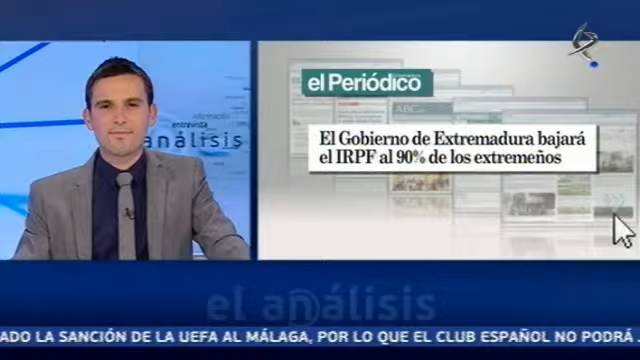 información
entrevista
análisis
el Periódico
ABC
El Gobierno de Extremadura bajará
el IRPF al 90% de los extremeños
el análisis
ADO LA SANCIÓN DE LA UEFA AL MÁLAGA, POR LO QUE EL CLUB ESPAÑOL NO PODRÁ